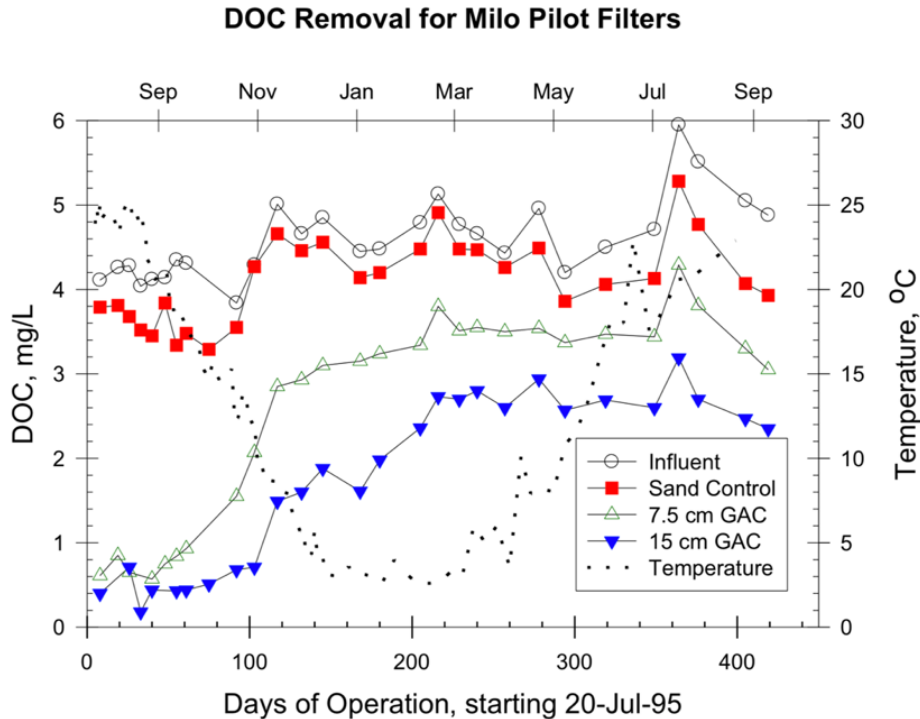 DOC Removal for Milo Pilot Filters
Sep Nov Jan Mar May Jul Sep
6 30
5 25
4 20
3 15
2 10
1 5
0 0
DOC, mg/L
Temperature, °C
Influent
Sand Control
7.5 cm GAC
15 cm GAC
Temperature
0 100 200 300 400
Days of Operation, starting 20-Jul-95